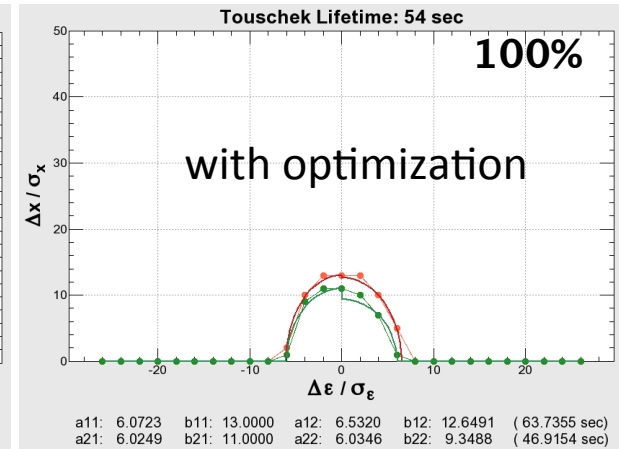 Touschek Lifetime: 54 sec
50
100%
40
with optimization
30
Δx / σx
20
10
0
-20 -10 0 10 20
Δε / σε
a11: 6.0723 b11: 13.0000 a12: 6.5320 b12: 12.6491 ( 63.7355 sec)
a21: 6.0249 b21: 11.0000 a22: 6.0346 b22: 9.3488 ( 46.9154 sec)